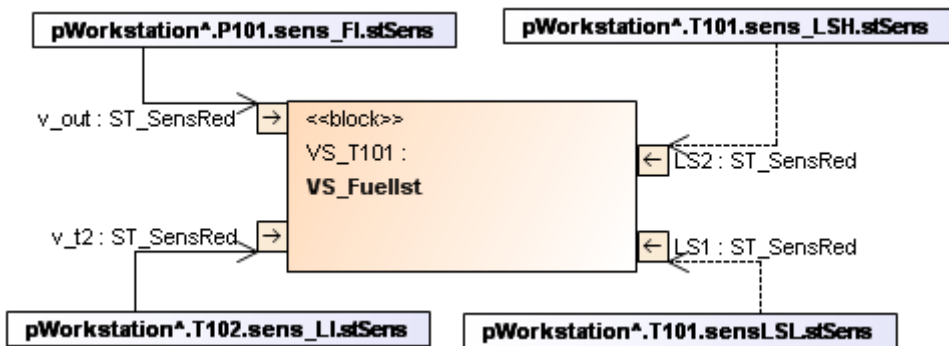 pWorkstation^.P101.sens_FI.stSens
pWorkstation^.T101.sens_LSH.stSens
v_out : ST_SensRed
<<block>>
VS_T101 :
VS_Fuellst
LS2 : ST_SensRed
v_t2 : ST_SensRed
LS1 : ST_SensRed
pWorkstation^.T102.sens_LI.stSens
pWorkstation^.T101.sensLSL.stSens